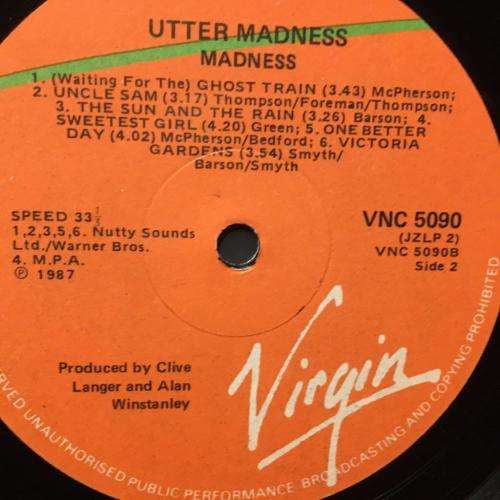 UTTER MADNESS
MADNESS
1. (Waiting For The) GHOST TRAIN (3.43) McPherson;
2. UNCLE SAM (3.17) Thompson/Foreman/Thompson;
3. THE SUN AND THE RAIN (3.26) Barson; 4.
SWEETEST GIRL (4.20) Green; 5. ONE BETTER
DAY (4.02) McPherson/Bedford; 6. VICTORIA
GARDENS (3.54) Smyth/
Barson/Smyth
SPEED 33⅓
1,2,3,5,6. Nutty Sounds
Ltd./Warner Bros.
4. M.P.A.
℗ 1987
VNC 5090
(JZLP 2)
VNC 5090B
Side 2
Produced by Clive
Langer and Alan
Winstanley
Virgin
UNAUTHORISED PUBLIC PERFORMANCE, BROADCASTING AND COPYING PROHIBITED